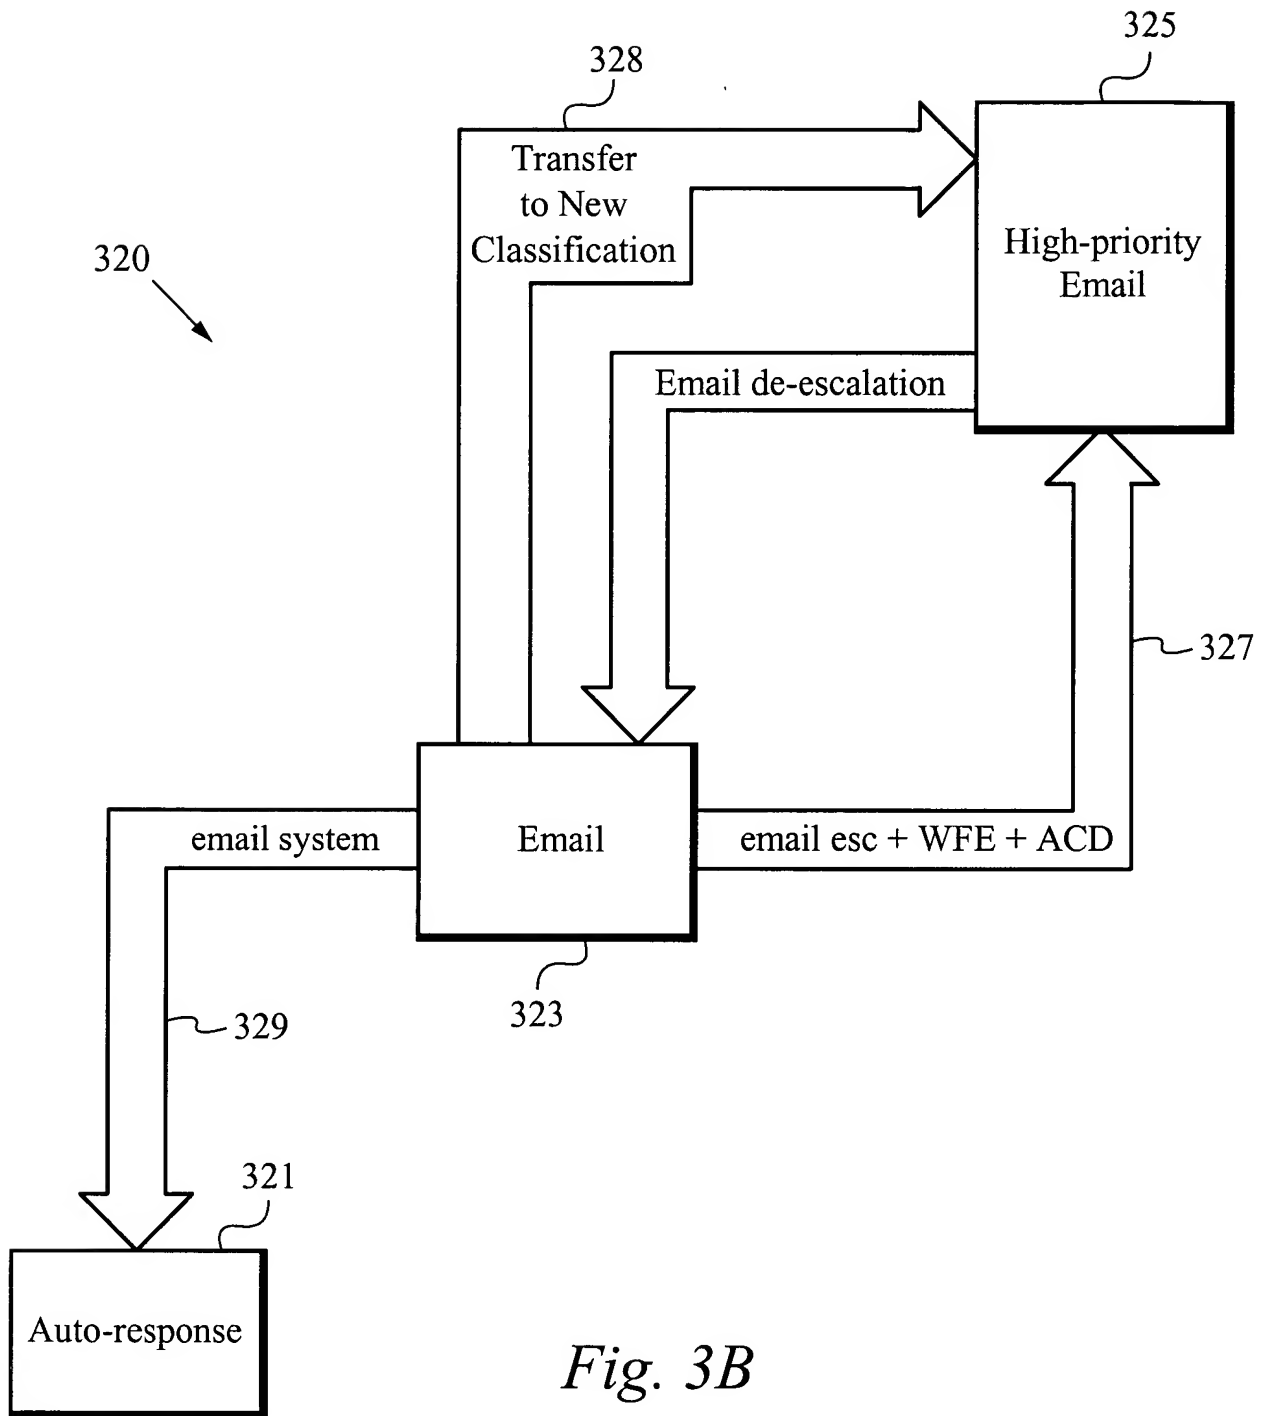 325
328
Transfer
to New
Classification
320
High-priority
Email
Email de-escalation
327
email system
Email
email esc + WFE + ACD
323
329
321
Auto-response
Fig. 3B